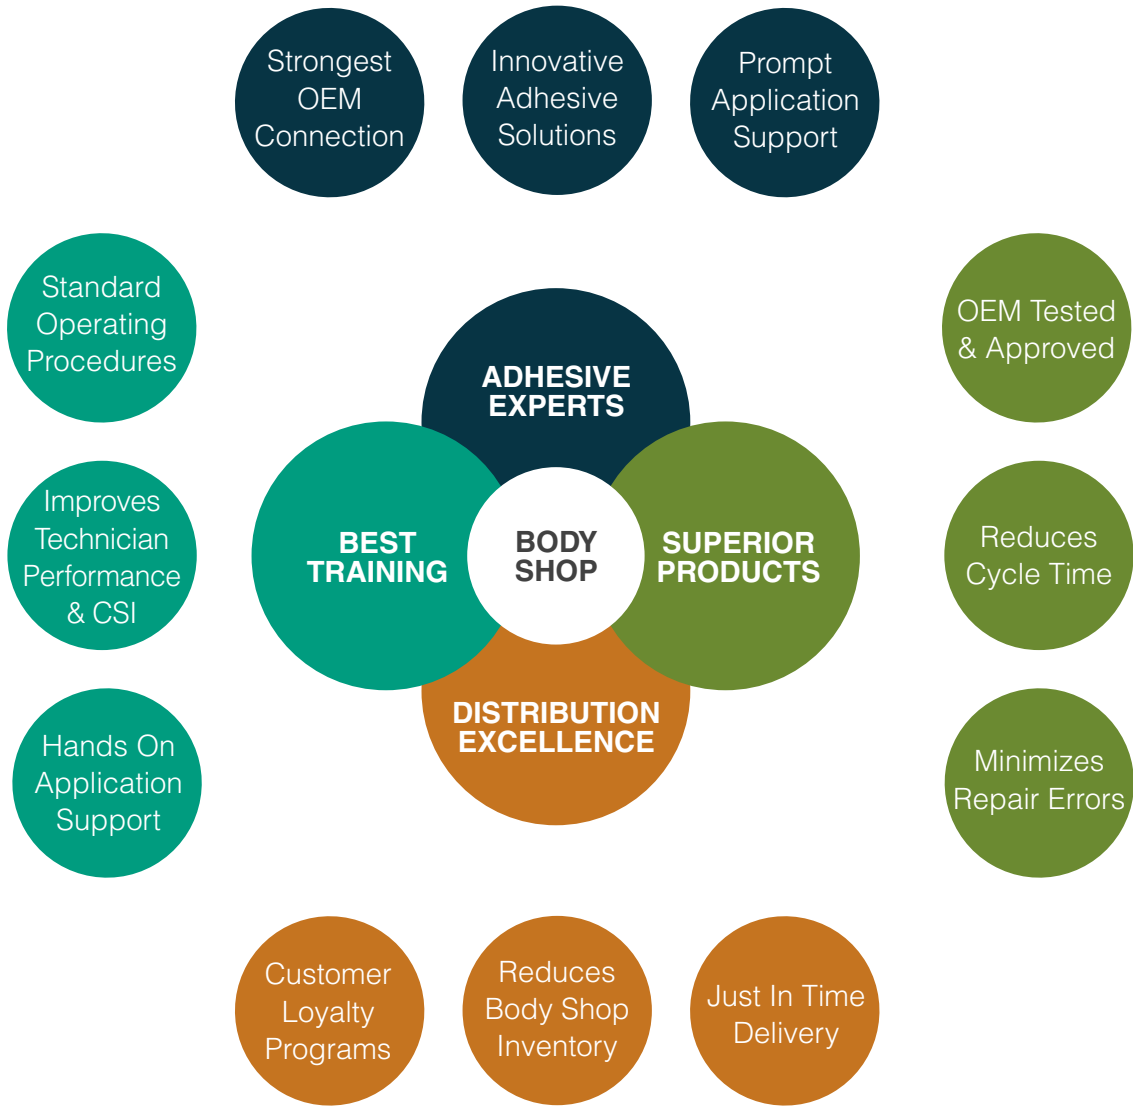 Strongest
OEM
Connection
Innovative
Adhesive
Solutions
Prompt
Application
Support
Standard
Operating
Procedures
OEM Tested
& Approved
ADHESIVE
EXPERTS
Improves
Technician
Performance
& CSI
BEST
TRAINING
BODY
SHOP
SUPERIOR
PRODUCTS
Reduces
Cycle Time
Hands On
Application
Support
DISTRIBUTION
EXCELLENCE
Minimizes
Repair Errors
Customer
Loyalty
Programs
Reduces
Body Shop
Inventory
Just In Time
Delivery